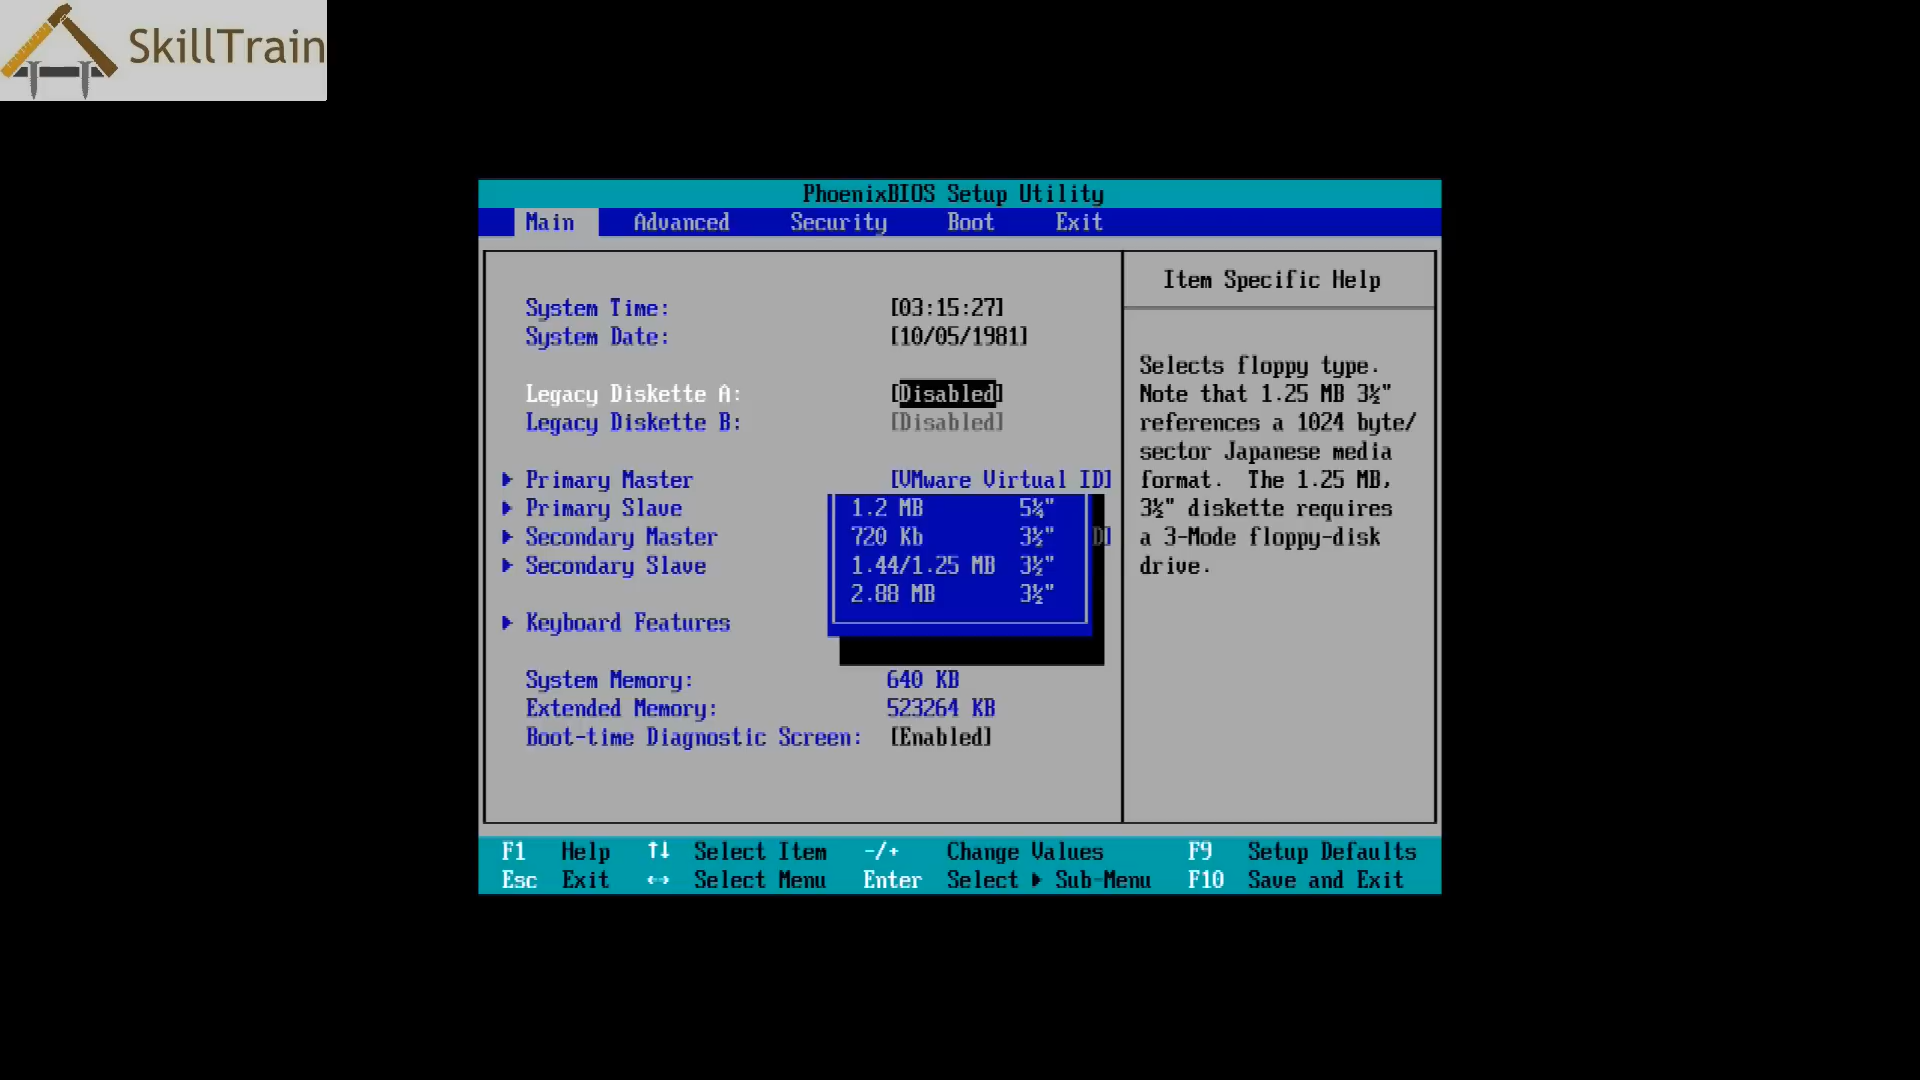 SkillTrain
PhoenixBIOS Setup Utility
Main Advanced Security Boot Exit
System Time: [03:15:27]
System Date: [10/05/1981]
Legacy Diskette A: [Disabled]
Legacy Diskette B: [Disabled]
Primary Master [VMware Virtual ID]
Primary Slave
Secondary Master D]
Secondary Slave
Keyboard Features
1.2 MB 5¼"
720 Kb 3½"
1.44/1.25 MB 3½"
2.88 MB 3½"
System Memory: 640 KB
Extended Memory: 523264 KB
Boot-time Diagnostic Screen: [Enabled]
Item Specific Help
Selects floppy type.
Note that 1.25 MB 3½"
references a 1024 byte/
sector Japanese media
format. The 1.25 MB,
3½" diskette requires
a 3-Mode floppy-disk
drive.
F1 Help ↑↓ Select Item -/+ Change Values F9 Setup Defaults
Esc Exit ↔ Select Menu Enter Select ▶ Sub-Menu F10 Save and Exit